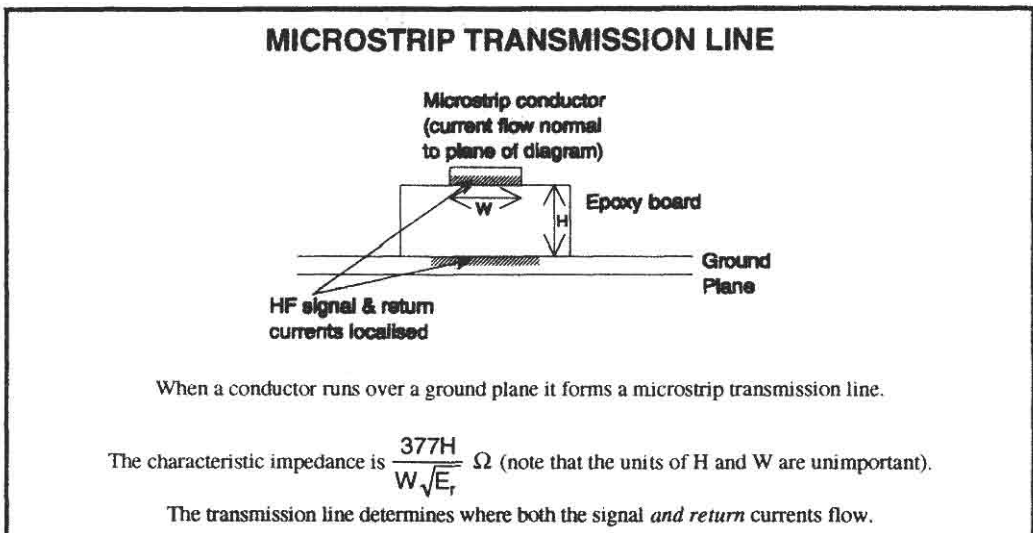 MICROSTRIP TRANSMISSION LINE
Microstrip conductor
(current flow normal
to plane of diagram)
W
H
Epoxy board
Ground
Plane
HF signal & return
currents localised
When a conductor runs over a ground plane it forms a microstrip transmission line.
The characteristic impedance is 377H / W√Er Ω (note that the units of H and W are unimportant).
The transmission line determines where both the signal and return currents flow.